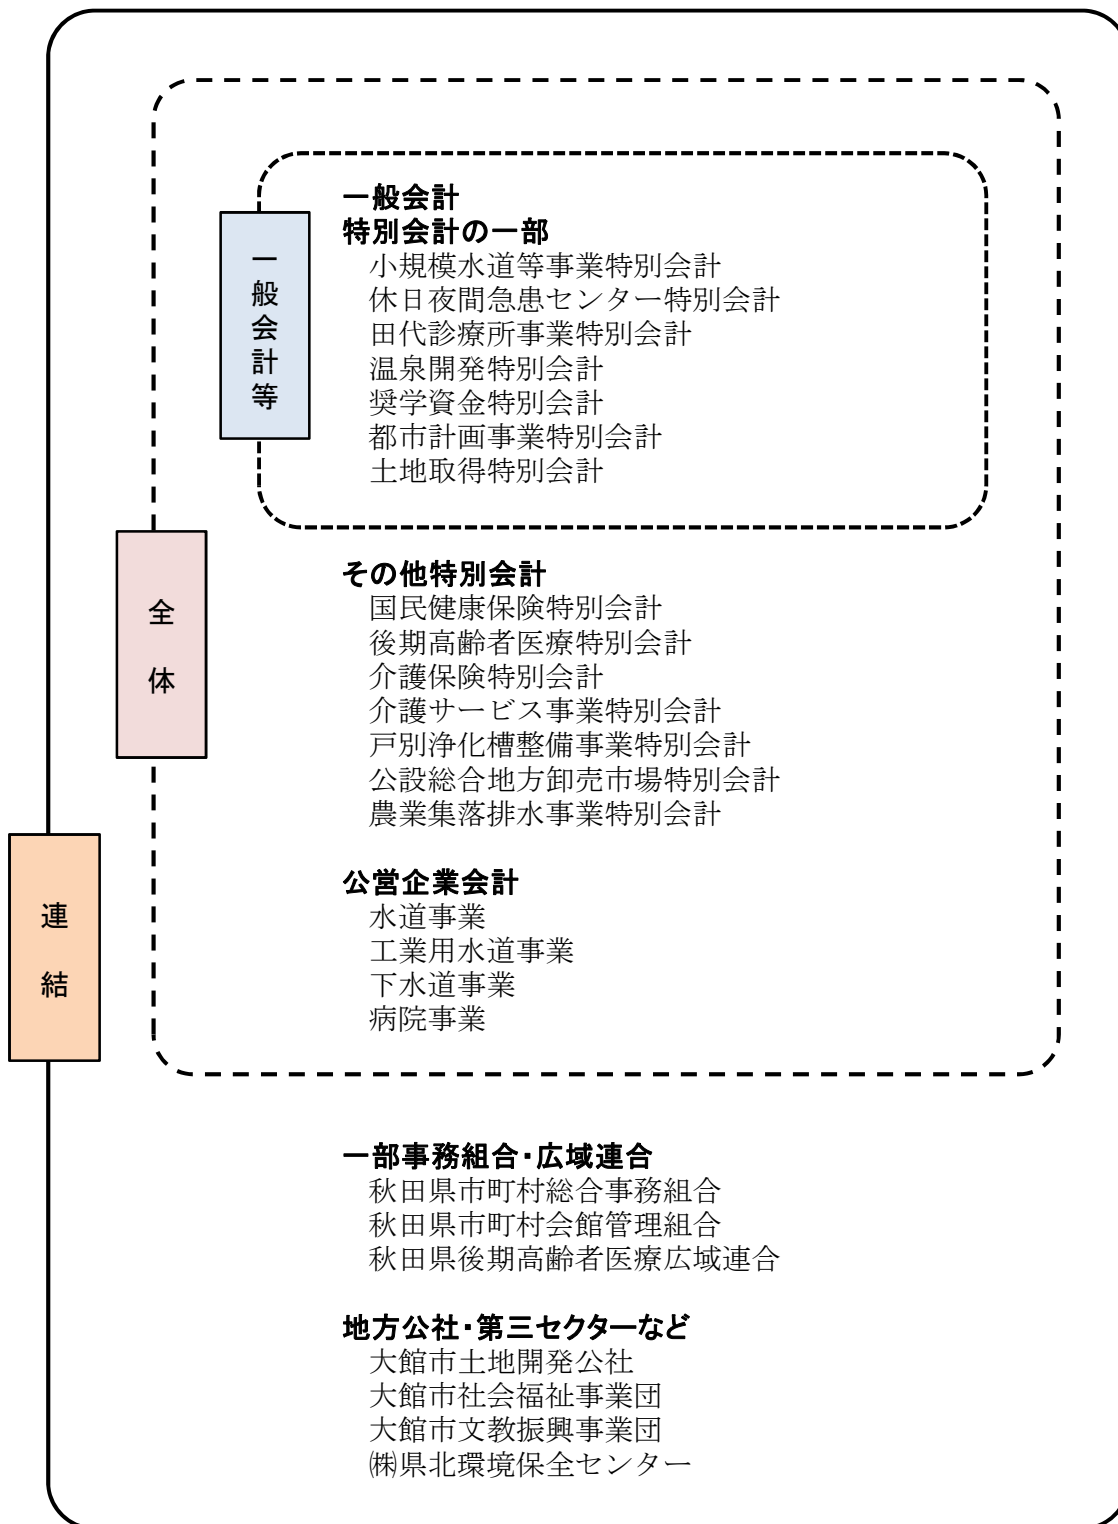 一般会計
特別会計の一部
小規模水道等事業特別会計
休日夜間急患センター特別会計
田代診療所事業特別会計
温泉開発特別会計
奨学資金特別会計
都市計画事業特別会計
土地取得特別会計
一般会計等
その他特別会計
国民健康保険特別会計
後期高齢者医療特別会計
介護保険特別会計
介護サービス事業特別会計
戸別浄化槽整備事業特別会計
公設総合地方卸売市場特別会計
農業集落排水事業特別会計
全体
公営企業会計
水道事業
工業用水道事業
下水道事業
病院事業
連結
一部事務組合・広域連合
秋田県市町村総合事務組合
秋田県市町村会館管理組合
秋田県後期高齢者医療広域連合
地方公社・第三セクターなど
大館市土地開発公社
大館市社会福祉事業団
大館市文教振興事業団
㈱県北環境保全センター